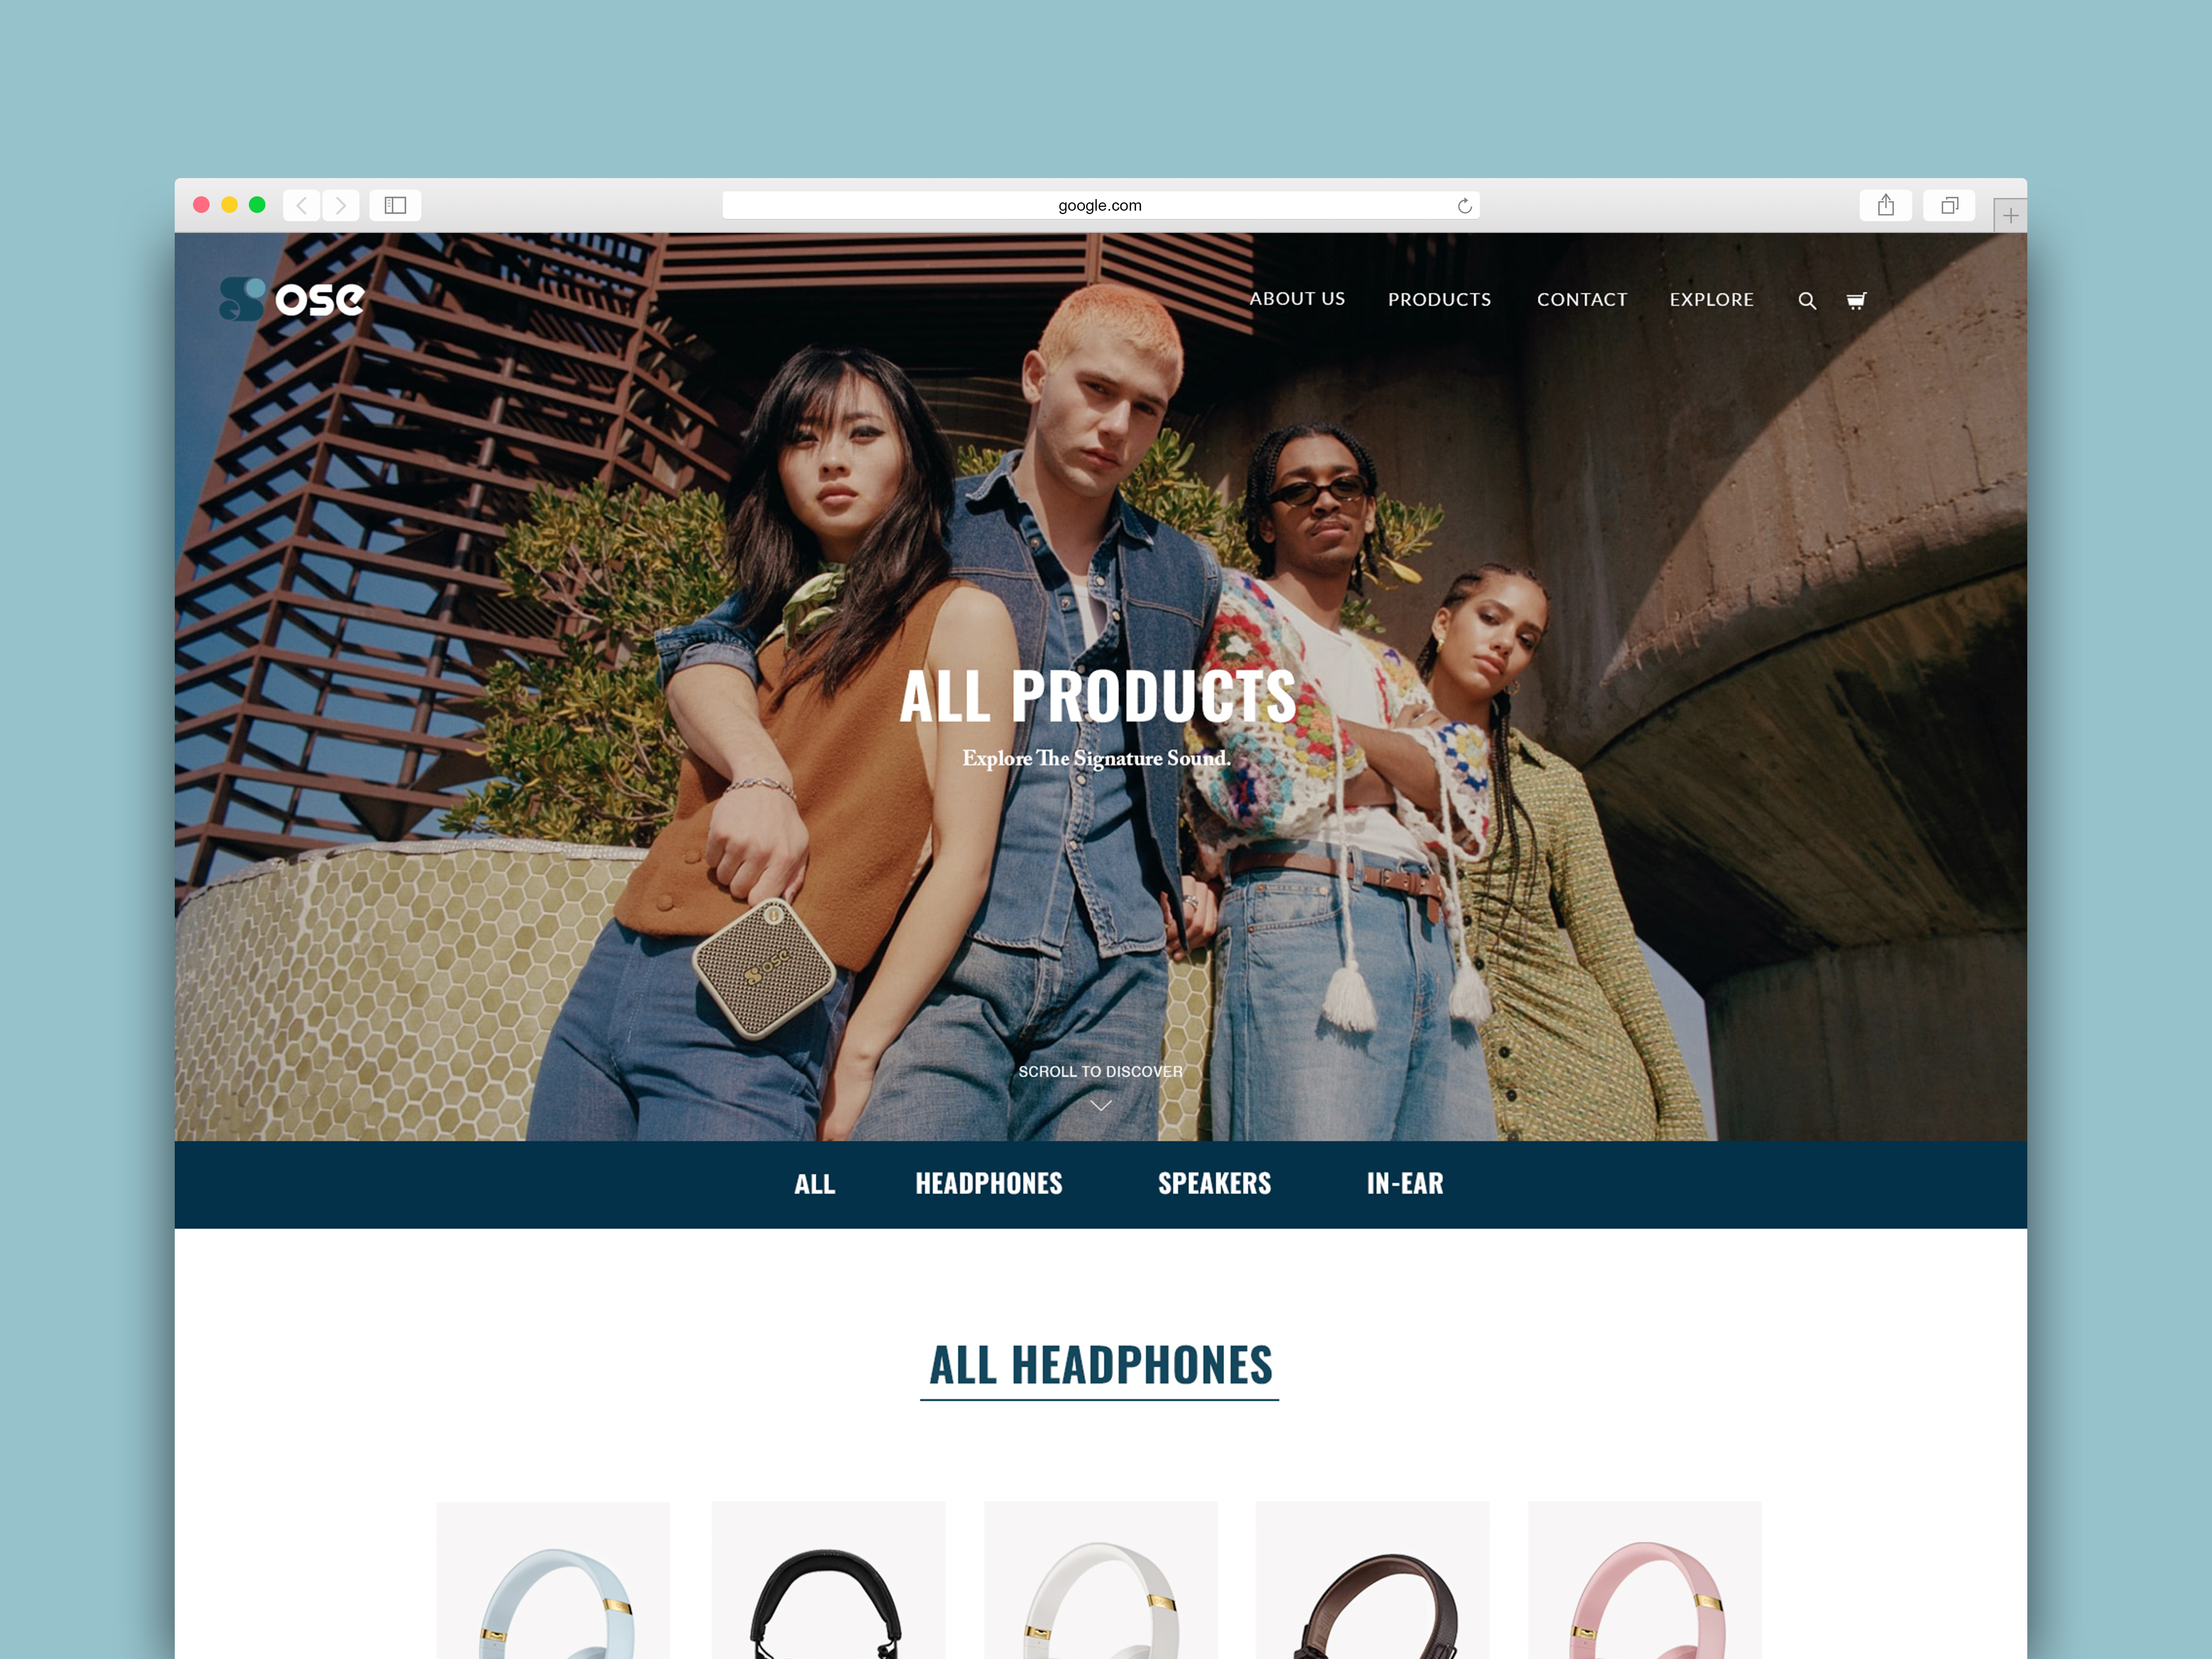 google.com
ose
ABOUT US PRODUCTS CONTACT EXPLORE
ALL PRODUCTS
Explore The Signature Sound.
ose
SCROLL TO DISCOVER
ALL HEADPHONES SPEAKERS IN-EAR
ALL HEADPHONES